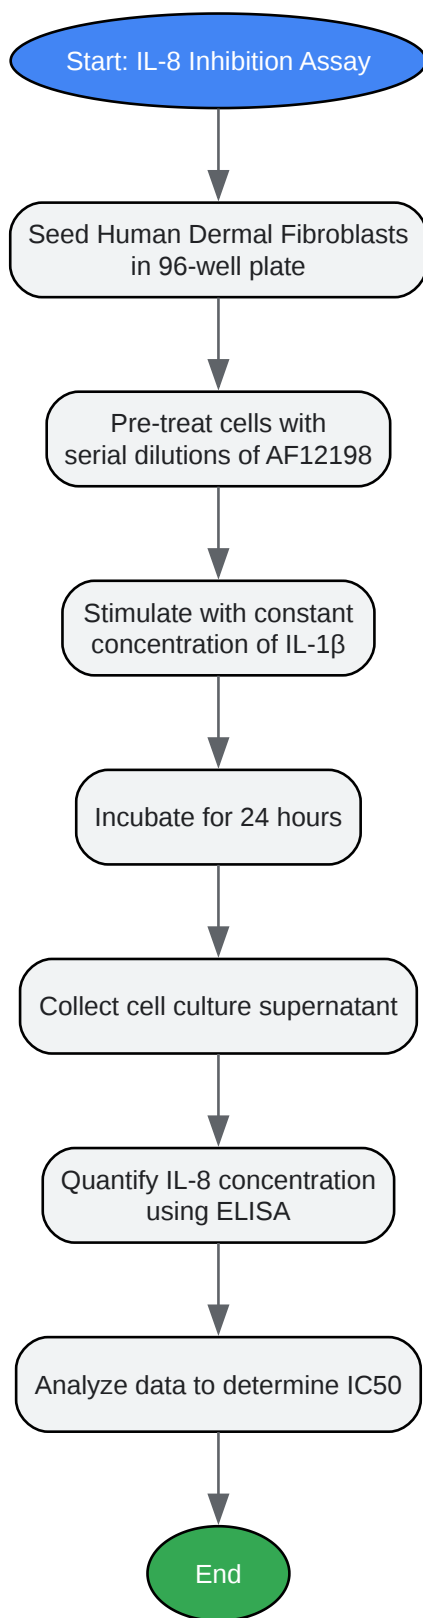 Start: IL-8 Inhibition Assay
Seed Human Dermal Fibroblasts
in 96-well plate
Pre-treat cells with
serial dilutions of AF12198
Stimulate with constant
concentration of IL-1β
Incubate for 24 hours
Collect cell culture supernatant
Quantify IL-8 concentration
using ELISA
Analyze data to determine IC50
End